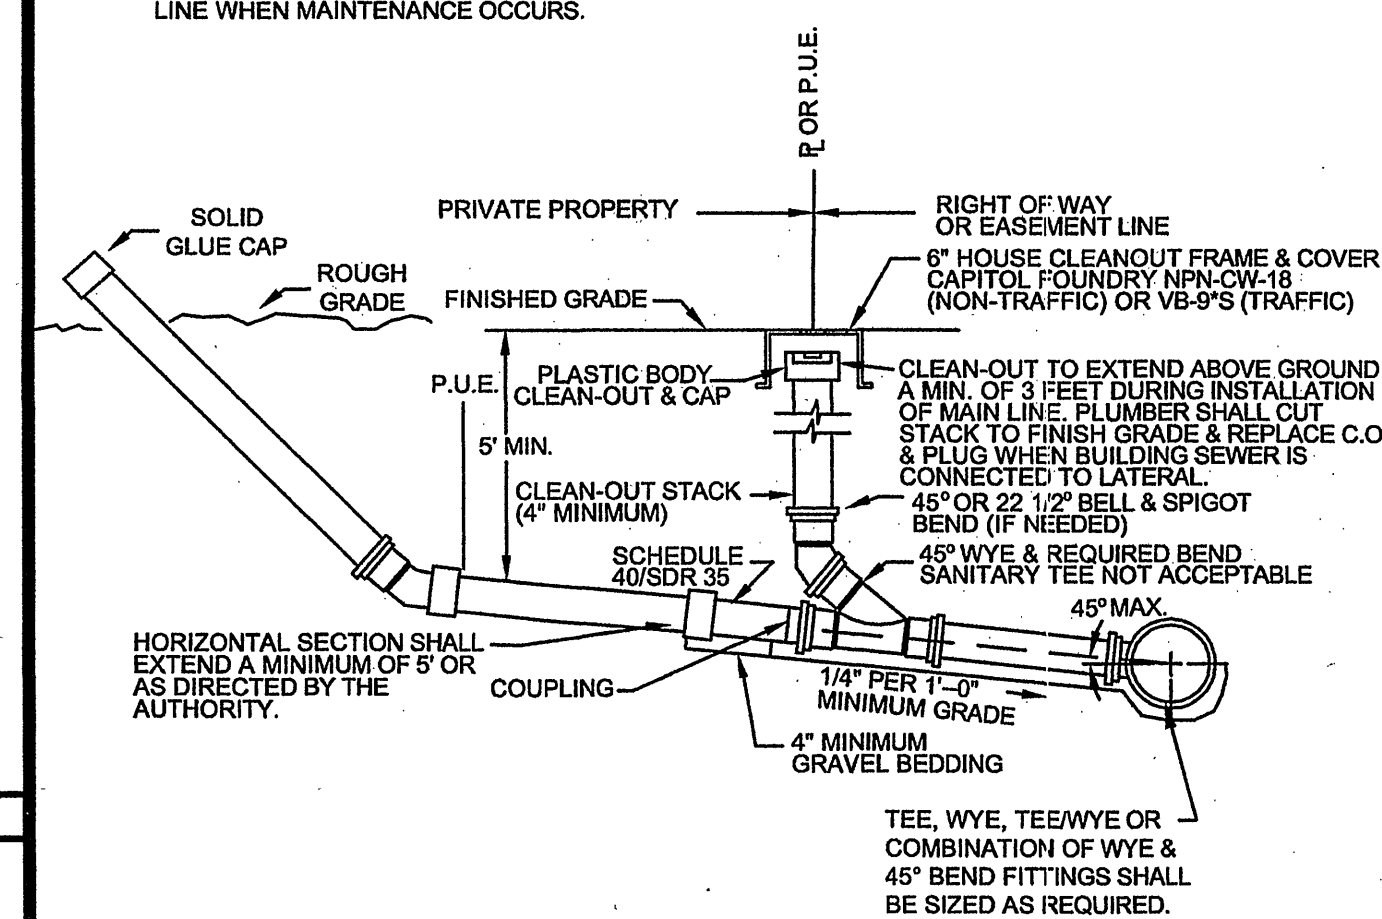 LINE WHEN MAINTENANCE OCCURS.
PL OR P.U.E.
PRIVATE PROPERTY
RIGHT OF WAY
OR EASEMENT LINE
SOLID
GLUE CAP
ROUGH
GRADE
FINISHED GRADE
6" HOUSE CLEANOUT FRAME & COVER
CAPITOL FOUNDRY NPN-CW-18
(NON-TRAFFIC) OR VB-9"S (TRAFFIC)
P.U.E.
PLASTIC BODY
CLEAN-OUT & CAP
CLEAN-OUT TO EXTEND ABOVE GROUND
A MIN. OF 3 FEET DURING INSTALLATION
OF MAIN LINE. PLUMBER SHALL CUT
STACK TO FINISH GRADE & REPLACE C.O
& PLUG WHEN BUILDING SEWER IS
CONNECTED TO LATERAL.
5' MIN.
CLEAN-OUT STACK
(4" MINIMUM)
45° OR 22 1/2° BELL & SPIGOT
BEND (IF NEEDED)
SCHEDULE
40/SDR 35
45° WYE & REQUIRED BEND
SANITARY TEE NOT ACCEPTABLE
45° MAX.
HORIZONTAL SECTION SHALL
EXTEND A MINIMUM OF 5' OR
AS DIRECTED BY THE
AUTHORITY.
COUPLING
1/4" PER 1'-0"
MINIMUM GRADE
4" MINIMUM
GRAVEL BEDDING
TEE, WYE, TEE/WYE OR
COMBINATION OF WYE &
45° BEND FITTINGS SHALL
BE SIZED AS REQUIRED.